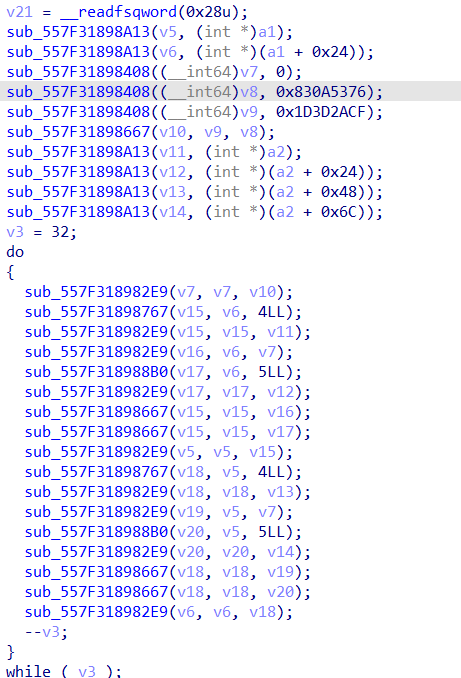 v21 = __readfsqword(0x28u);
sub_557F31898A13(v5, (int *)a1);
sub_557F31898A13(v6, (int *)(a1 + 0x24));
sub_557F31898408((__int64)v7, 0);
sub_557F31898408((__int64)v8, 0x830A5376);
sub_557F31898408((__int64)v9, 0x1D3D2ACF);
sub_557F31898667(v10, v9, v8);
sub_557F31898A13(v11, (int *)a2);
sub_557F31898A13(v12, (int *)(a2 + 0x24));
sub_557F31898A13(v13, (int *)(a2 + 0x48));
sub_557F31898A13(v14, (int *)(a2 + 0x6C));
v3 = 32;
do
{
sub_557F318982E9(v7, v7, v10);
sub_557F31898767(v15, v6, 4LL);
sub_557F318982E9(v15, v15, v11);
sub_557F318982E9(v16, v6, v7);
sub_557F318988B0(v17, v6, 5LL);
sub_557F318982E9(v17, v17, v12);
sub_557F31898667(v15, v15, v16);
sub_557F31898667(v15, v15, v17);
sub_557F318982E9(v5, v5, v15);
sub_557F31898767(v18, v5, 4LL);
sub_557F318982E9(v18, v18, v13);
sub_557F318982E9(v19, v5, v7);
sub_557F318988B0(v20, v5, 5LL);
sub_557F318982E9(v20, v20, v14);
sub_557F31898667(v18, v18, v19);
sub_557F31898667(v18, v18, v20);
sub_557F318982E9(v6, v6, v18);
--v3;
}
while ( v3 );